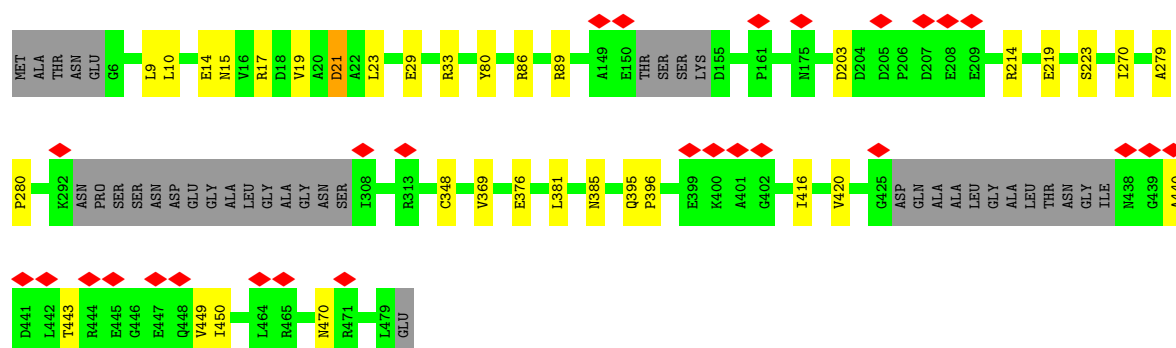 MET ALA THR ASN GLU G6 L9 L10 E14 N15 V16 R17 D18 V19 A20 D21 A22 L23 E29 R33 Y80 R86 R89 A149 E150 THR SER SER LYS D155 P161 N175 D203 D204 D205 P206 D207 E208 E209 R214 E219 S223 I270 A279
P280 K292 ASN PRO SER SER ASN ASP GLU GLY ALA LEU GLY ALA GLY ASN SER I308 R313 C348 V369 E376 L381 N385 Q395 P396 E399 K400 A401 G402 I416 V420 G425 ASP GLN ALA ALA LEU GLY ALA LEU THR ASN GLY ILE N438 G439 A440
D441 L442 T443 R444 E445 G446 E447 Q448 V449 I450 L464 R465 N470 R471 L479 GLU